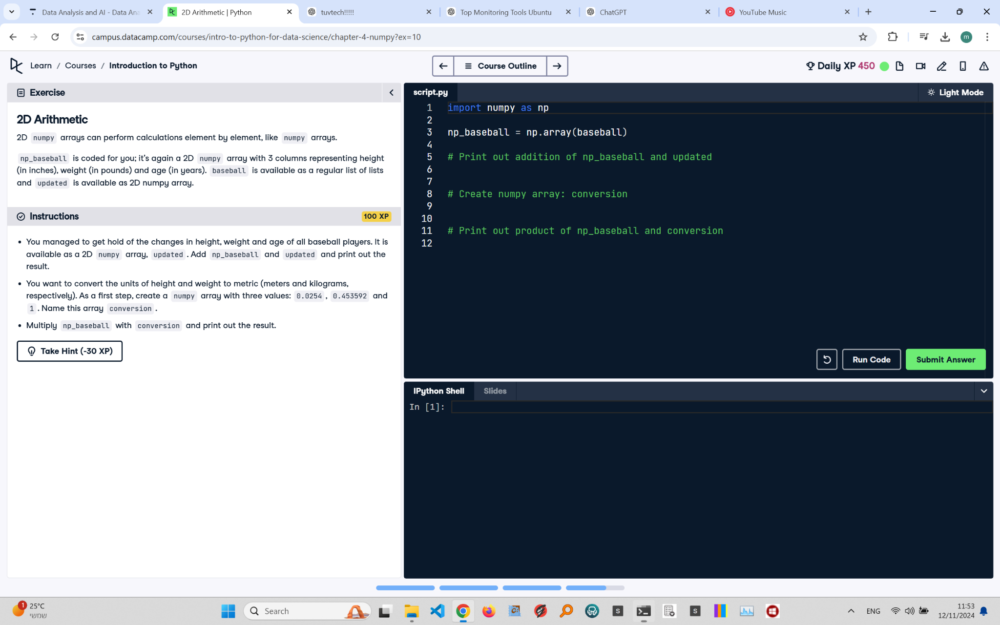 Data Analysis and AI - Data Ana
2D Arithmetic | Python
tuvtech!!!!!
Top Monitoring Tools Ubuntu
ChatGPT
YouTube Music
campus.datacamp.com/courses/intro-to-python-for-data-science/chapter-4-numpy?ex=10
m
Learn / Courses / Introduction to Python
Course Outline
Daily XP 450
Exercise
2D Arithmetic
2D numpy arrays can perform calculations element by element, like numpy arrays.
np_baseball is coded for you; it's again a 2D numpy array with 3 columns representing height
(in inches), weight (in pounds) and age (in years). baseball is available as a regular list of lists
and updated is available as 2D numpy array.
Instructions
100 XP
• You managed to get hold of the changes in height, weight and age of all baseball players. It is
available as a 2D numpy array, updated. Add np_baseball and updated and print out the
result.
• You want to convert the units of height and weight to metric (meters and kilograms,
respectively). As a first step, create a numpy array with three values: 0.0254, 0.453592 and
1. Name this array conversion.
• Multiply np_baseball with conversion and print out the result.
Take Hint (-30 XP)
script.py
Light Mode
1 import numpy as np
2
3 np_baseball = np.array(baseball)
4
5 # Print out addition of np_baseball and updated
6
7
8 # Create numpy array: conversion
9
10
11 # Print out product of np_baseball and conversion
12
Run Code
Submit Answer
IPython Shell
Slides
In [1]:
1
25°C
שמשי
Search
S
S
ENG
11:53
12/11/2024